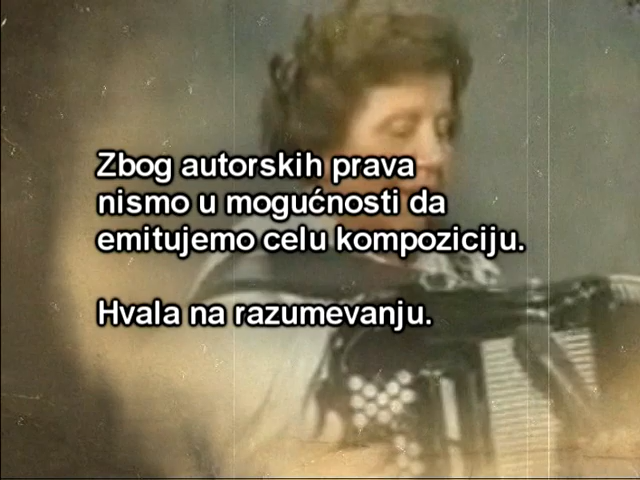 Zbog autorskih prava
nismo u mogućnosti da
emitujemo celu kompoziciju.
Hvala na razumevanju.